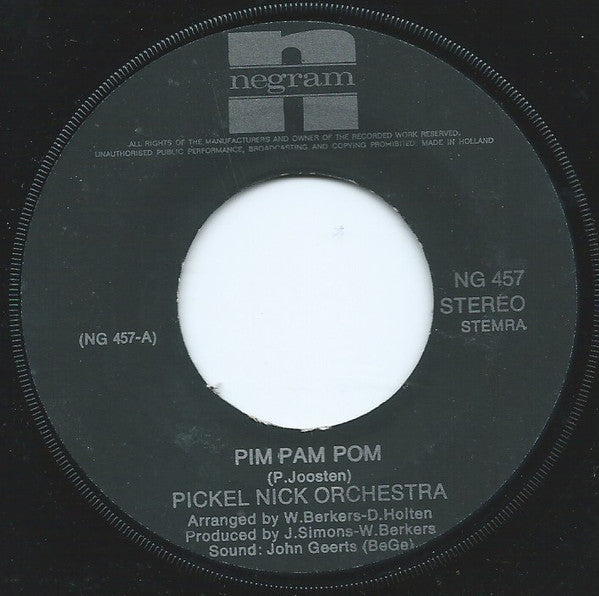 n
negram
ALL RIGHTS OF THE MANUFACTURERS AND OWNER OF THE RECORDED WORK RESERVED.
UNAUTHORISED PUBLIC PERFORMANCE, BROADCASTING AND COPYING PROHIBITED. MADE IN HOLLAND
NG 457
STEREO
STEMRA
(NG 457-A)
PIM PAM POM
(P.Joosten)
PICKEL NICK ORCHESTRA
Arranged by W.Berkers-D.Holten
Produced by J.Simons-W.Berkers
Sound: John Geerts (BeGe)